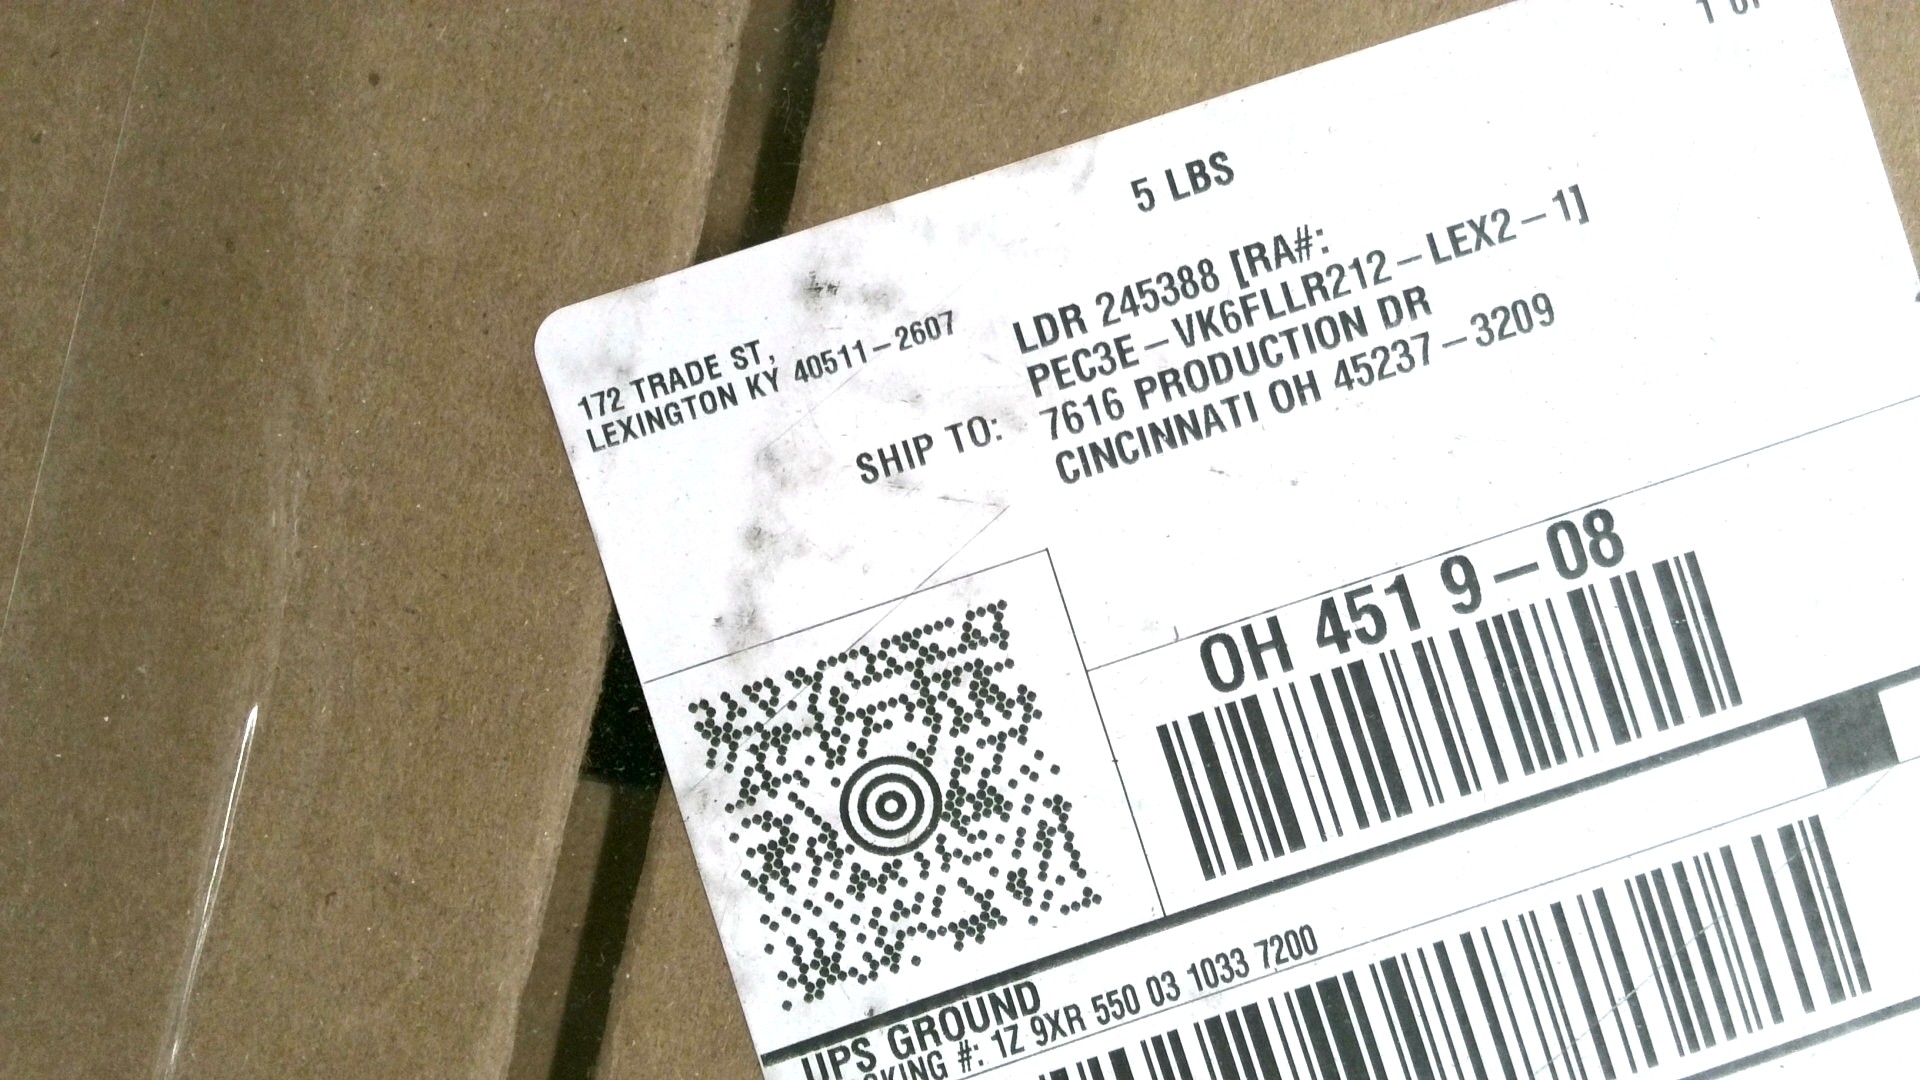 5 LBS
172 TRADE ST,
LEXINGTON KY 40511-2607
SHIP TO:
LDR 245388 [RA#:
PEC3E-VK6FLLR212-LEX2-1]
7616 PRODUCTION DR
CINCINNATI OH 45237-3209
OH 451 9-08
UPS GROUND
#: 1Z 9XR 550 03 1033 7200